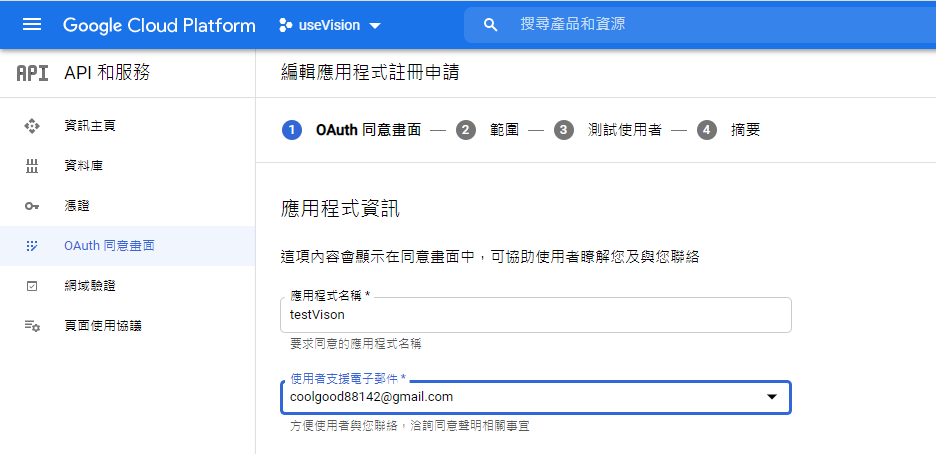 Google Cloud Platform useVision 搜尋產品和資源
API API 和服務
編輯應用程式註冊申請
資訊主頁
資料庫
憑證
OAuth 同意畫面
網域驗證
頁面使用協議
1 OAuth 同意畫面 — 2 範圍 — 3 測試使用者 — 4 摘要
應用程式資訊
這項內容會顯示在同意畫面中，可協助使用者瞭解您及與您聯絡
應用程式名稱 *
testVison
要求同意的應用程式名稱
使用者支援電子郵件 *
coolgood88142@gmail.com
方便使用者與您聯絡，洽詢同意聲明相關事宜